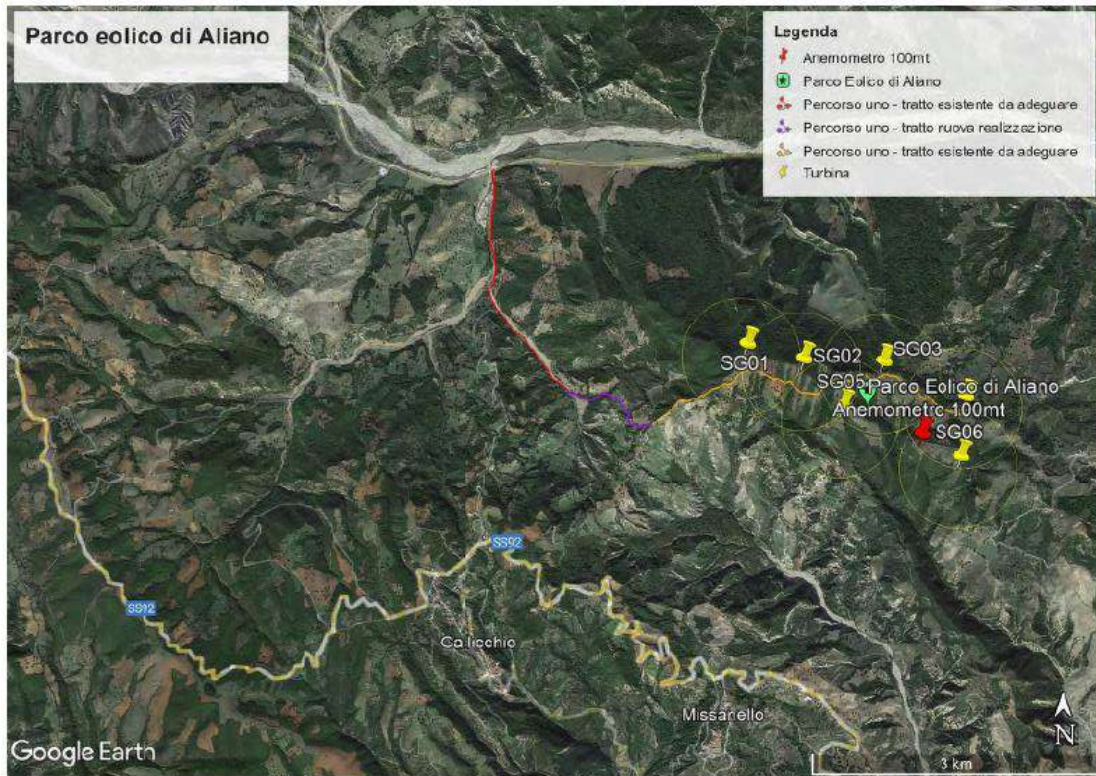 Parco eolico di Aliano
Legenda
Anemometro 100mt
Parco Eolico di Aliano
Percorso uno - tratto esistente da adeguare
Percorso uno - tratto ruova realizzazione
Percorso uno - tratto esistente da adeguare
Turbina
SG01
SG02
SG03
SG05
Parco Eolico di Aliano
Anemometro 100mt
SG06
SS92
SS92
Missanello
Google Earth
N
3 km